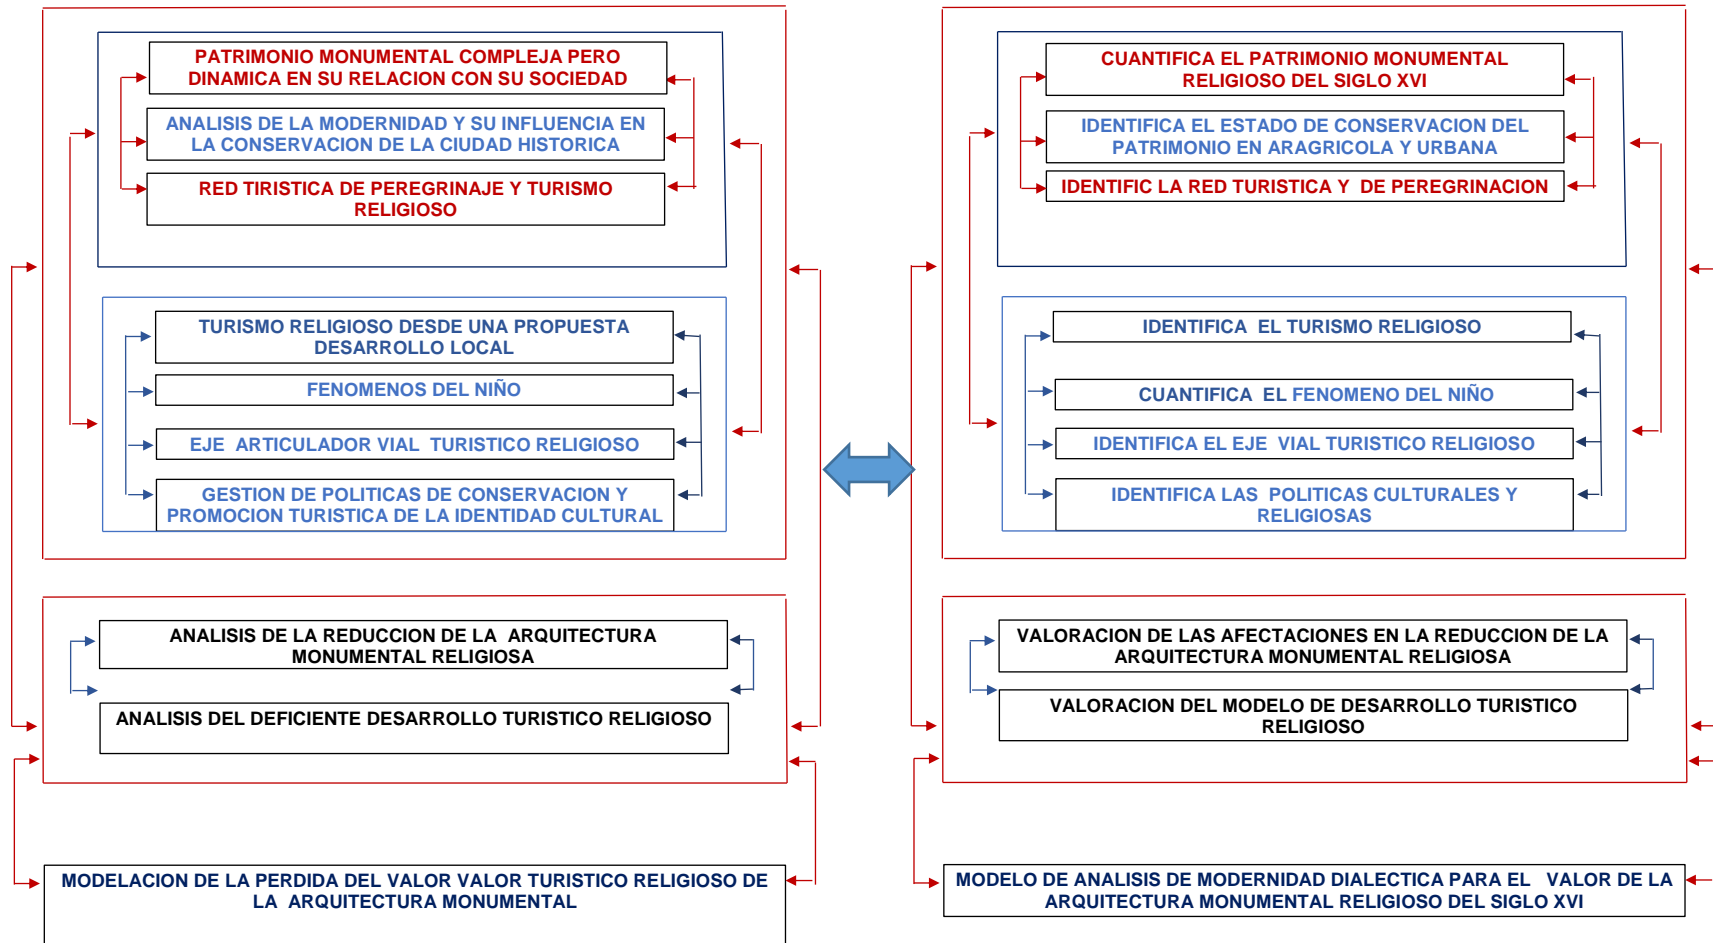 PATRIMONIO MONUMENTAL COMPLEJA PERO
DINAMICA EN SU RELACION CON SU SOCIEDAD
ANALISIS DE LA MODERNIDAD Y SU INFLUENCIA EN
LA CONSERVACION DE LA CIUDAD HISTORICA
RED TIRISTICA DE PEREGRINAJE Y TURISMO
RELIGIOSO
TURISMO RELIGIOSO DESDE UNA PROPUESTA
DESARROLLO LOCAL
FENOMENOS DEL NIÑO
EJE ARTICULADOR VIAL TURISTICO RELIGIOSO
GESTION DE POLITICAS DE CONSERVACION Y
PROMOCION TURISTICA DE LA IDENTIDAD CULTURAL
ANALISIS DE LA REDUCCION DE LA ARQUITECTURA
MONUMENTAL RELIGIOSA
ANALISIS DEL DEFICIENTE DESARROLLO TURISTICO RELIGIOSO
MODELACION DE LA PERDIDA DEL VALOR VALOR TURISTICO RELIGIOSO DE
LA ARQUITECTURA MONUMENTAL
CUANTIFICA EL PATRIMONIO MONUMENTAL
RELIGIOSO DEL SIGLO XVI
IDENTIFICA EL ESTADO DE CONSERVACION DEL
PATRIMONIO EN ARAGRICOLA Y URBANA
IDENTIFIC LA RED TURISTICA Y DE PEREGRINACION
IDENTIFICA EL TURISMO RELIGIOSO
CUANTIFICA EL FENOMENO DEL NIÑO
IDENTIFICA EL EJE VIAL TURISTICO RELIGIOSO
IDENTIFICA LAS POLITICAS CULTURALES Y
RELIGIOSAS
VALORACION DE LAS AFECTACIONES EN LA REDUCCION DE LA
ARQUITECTURA MONUMENTAL RELIGIOSA
VALORACION DEL MODELO DE DESARROLLO TURISTICO
RELIGIOSO
MODELO DE ANALISIS DE MODERNIDAD DIALECTICA PARA EL VALOR DE LA
ARQUITECTURA MONUMENTAL RELIGIOSO DEL SIGLO XVI